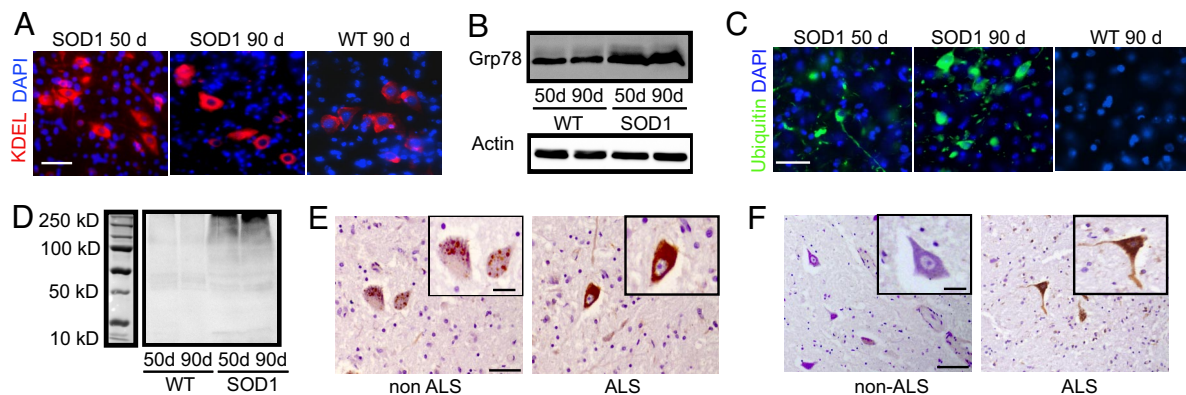 A
SOD1 50 d
SOD1 90 d
WT 90 d
KDEL DAPI
B
Grp78
50d 90d 50d 90d
WT
SOD1
Actin
C
SOD1 50 d
SOD1 90 d
WT 90 d
Ubiquitin DAPI
D
250 kD
100 kD
50 kD
10 kD
50d 90d 50d 90d
WT
SOD1
E
non ALS
ALS
F
non-ALS
ALS